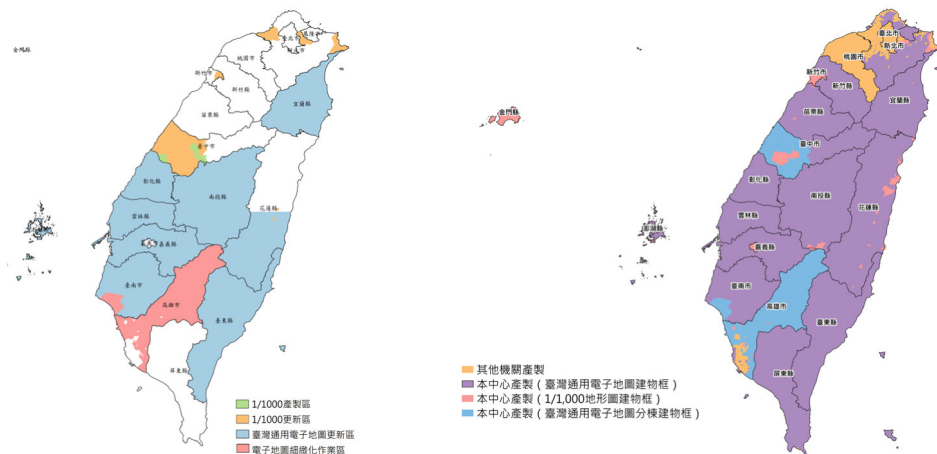 金門縣
臺北市
基隆市
新北市
桃園市
新竹市
新竹縣
宜蘭縣
苗栗縣
臺中市
彰化縣
南投縣
花蓮縣
雲林縣
嘉義縣
臺南市
高雄市
臺東縣
屏東縣
1/1000產製區
1/1000更新區
臺灣通用電子地圖更新區
電子地圖細緻化作業區
臺北市
新北市
桃園市
新竹市
新竹縣
宜蘭縣
金門縣
苗栗縣
臺中市
彰化縣
南投縣
花蓮縣
雲林縣
澎湖縣
嘉義縣
臺南市
高雄市
臺東縣
屏東縣
其他機關產製
本中心產製（臺灣通用電子地圖建物框）
本中心產製（1/1,000地形圖建物框）
本中心產製（臺灣通用電子地圖分棟建物框）